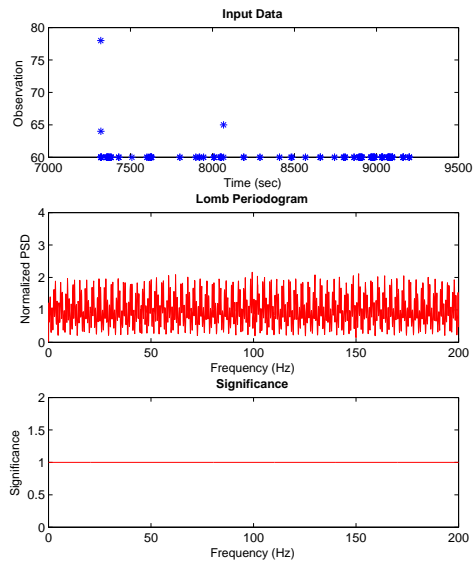 Input Data
80
75
70
65
60
Observation
7000 7500 8000 8500 9000 9500
Time (sec)
Lomb Periodogram
4
3
2
1
0
Normalized PSD
0 50 100 150 200
Frequency (Hz)
Significance
2
1.5
1
0.5
0
Significance
0 50 100 150 200
Frequency (Hz)